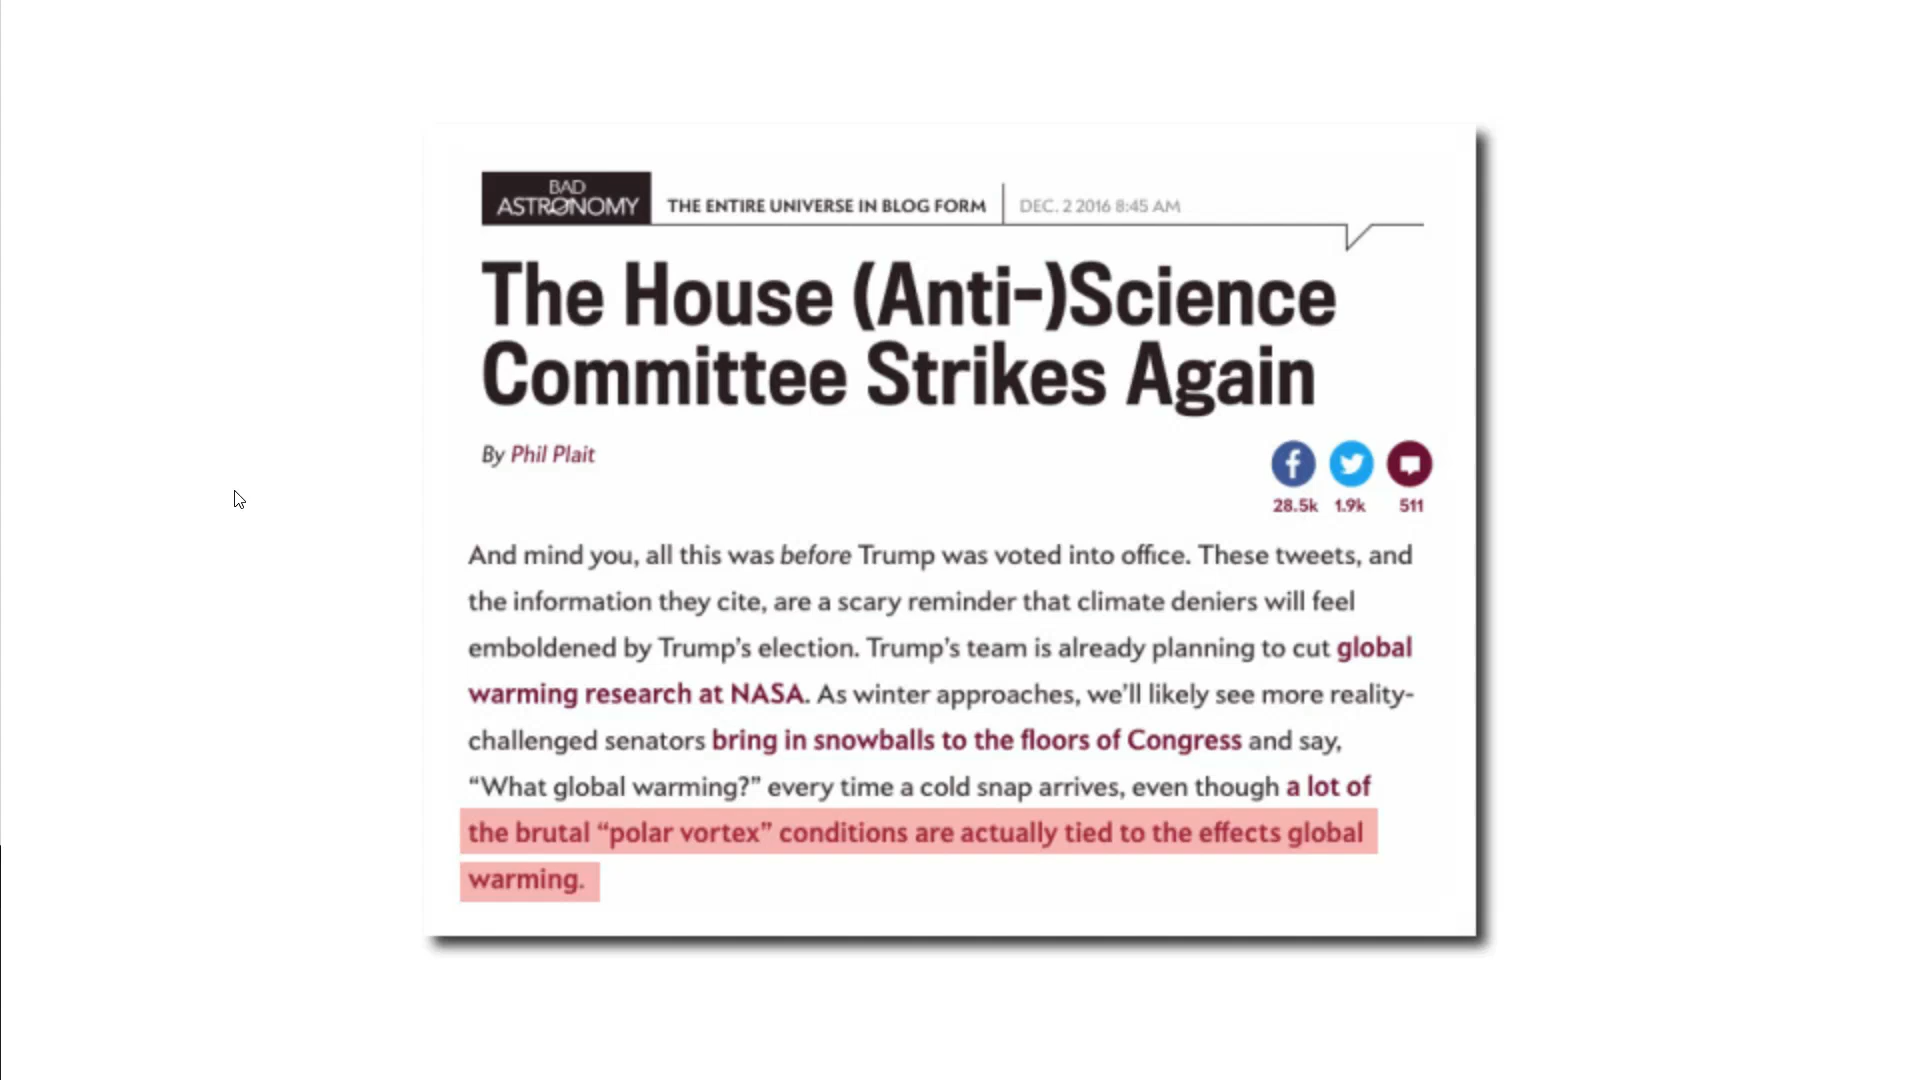 BAD
ASTRONOMY
THE ENTIRE UNIVERSE IN BLOG FORM
DEC. 2 2016 8:45 AM
The House (Anti-)Science
Committee Strikes Again
By Phil Plait
28.5k 1.9k 511
And mind you, all this was before Trump was voted into office. These tweets, and
the information they cite, are a scary reminder that climate deniers will feel
emboldened by Trump’s election. Trump’s team is already planning to cut global
warming research at NASA. As winter approaches, we’ll likely see more reality-
challenged senators bring in snowballs to the floors of Congress and say,
“What global warming?” every time a cold snap arrives, even though a lot of
the brutal “polar vortex” conditions are actually tied to the effects global
warming.